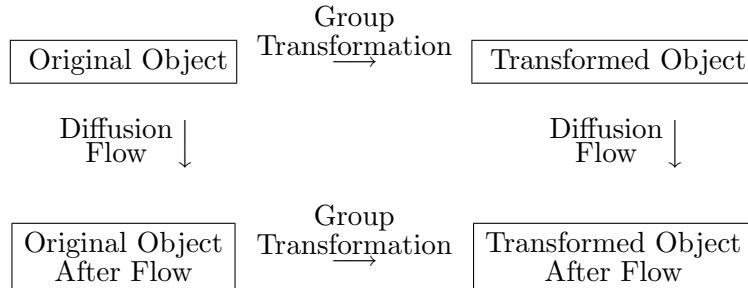 Group
Original Object Transformation Transformed Object
Diffusion
Flow
Diffusion
Flow
Group
Transformation
Original Object
After Flow
Transformed Object
After Flow